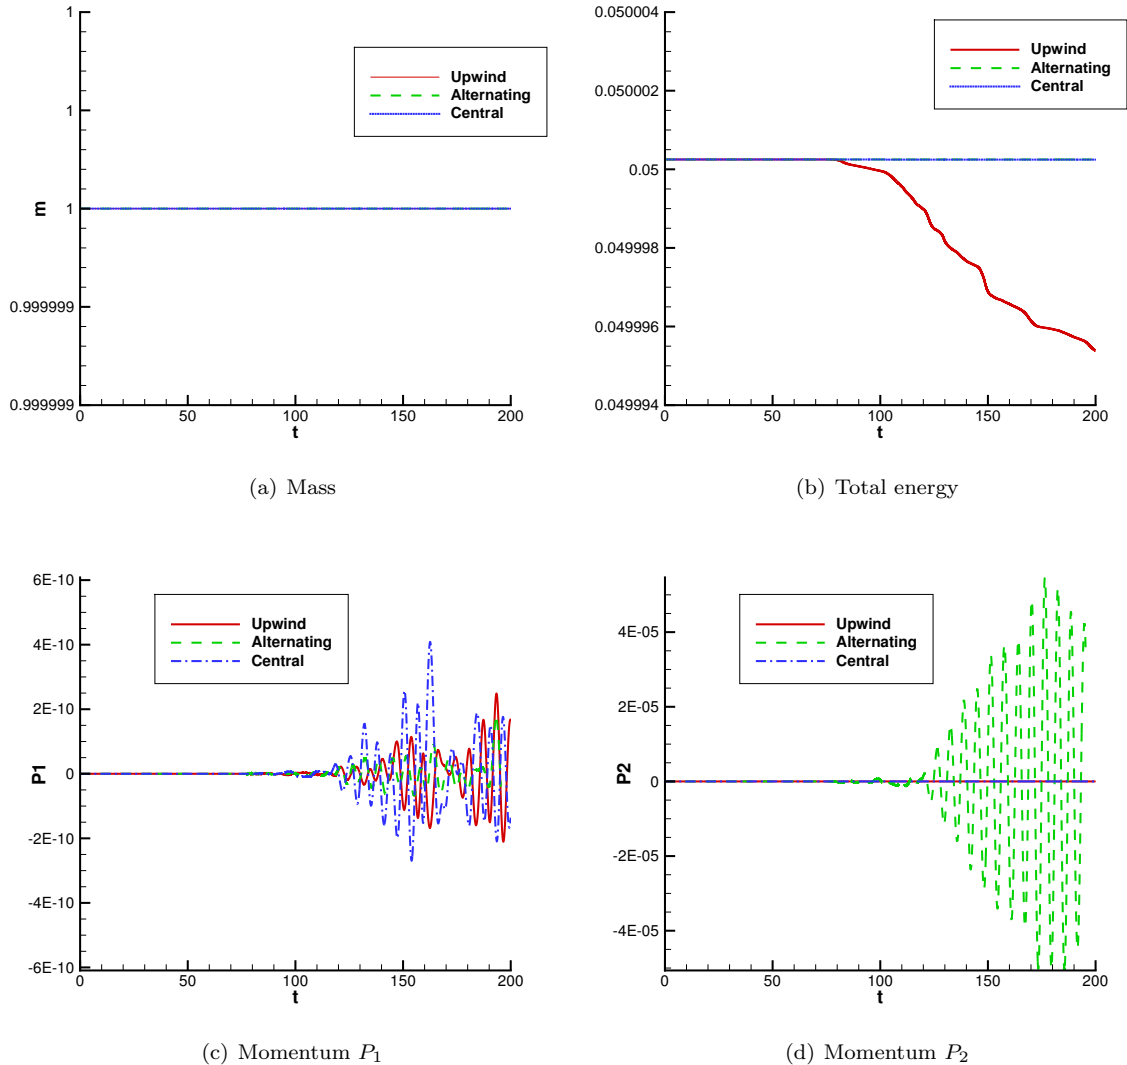 1
1
1
0.999999
0.999999
m
0
50
100
150
200
t
Upwind
Alternating
Central
(a) Mass
0.050004
0.050002
0.05
0.049998
0.049996
0.049994
0
50
100
150
200
t
Upwind
Alternating
Central
(b) Total energy
6E-10
4E-10
2E-10
0
-2E-10
-4E-10
-6E-10
P1
0
50
100
150
200
t
Upwind
Alternating
Central
(c) Momentum P1
4E-05
2E-05
0
-2E-05
-4E-05
P2
0
50
100
150
200
t
Upwind
Alternating
Central
(d) Momentum P2